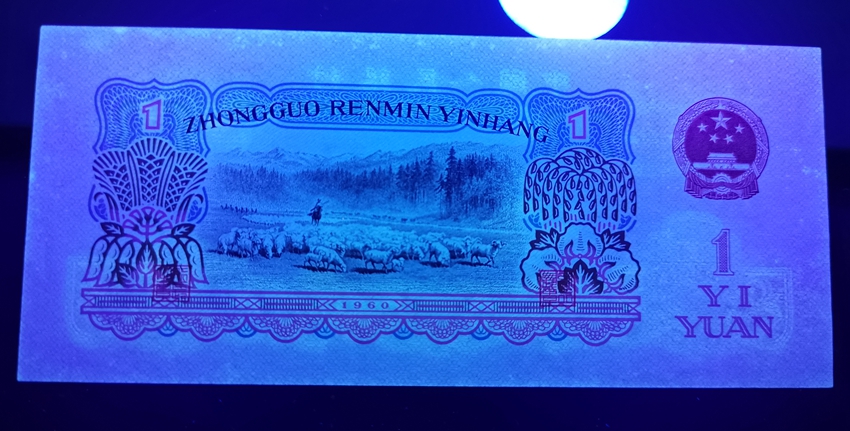 1
ZHONGGUO RENMIN YINHANG
1
1960
1
YI
YUAN